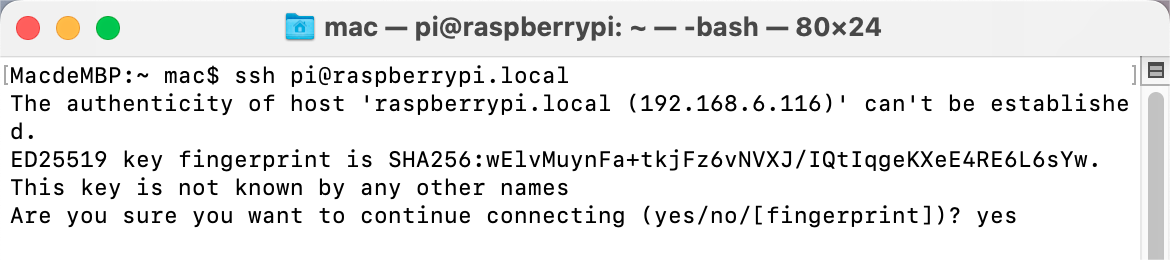 mac — pi@raspberrypi: ~ — -bash — 80×24
[MacdeMBP:~ mac$ ssh pi@raspberrypi.local ]
The authenticity of host 'raspberrypi.local (192.168.6.116)' can't be establishe
d.
ED25519 key fingerprint is SHA256:wElvMuynFa+tkjFz6vNVXJ/IQtIqgeKXeE4RE6L6sYw.
This key is not known by any other names
Are you sure you want to continue connecting (yes/no/[fingerprint])? yes